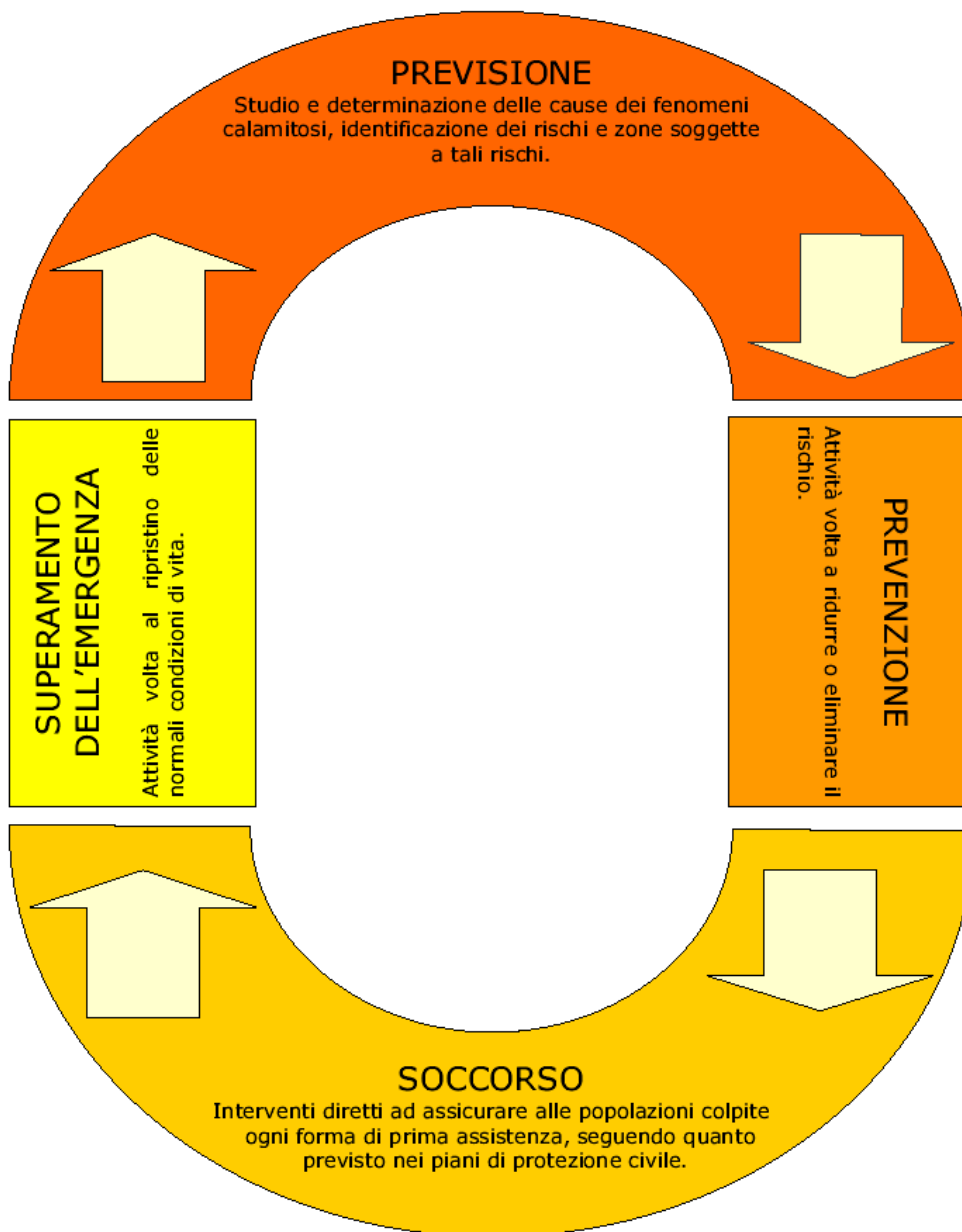 PREVISIONE
Studio e determinazione delle cause dei fenomeni
calamitosi, identificazione dei rischi e zone soggette
a tali rischi.
PREVENZIONE
Attività volta a ridurre o eliminare il
rischio.
SOCCORSO
Interventi diretti ad assicurare alle popolazioni colpite
ogni forma di prima assistenza, seguendo quanto
previsto nei piani di protezione civile.
SUPERAMENTO
DELL'EMERGENZA
Attività volta al ripristino delle
normali condizioni di vita.